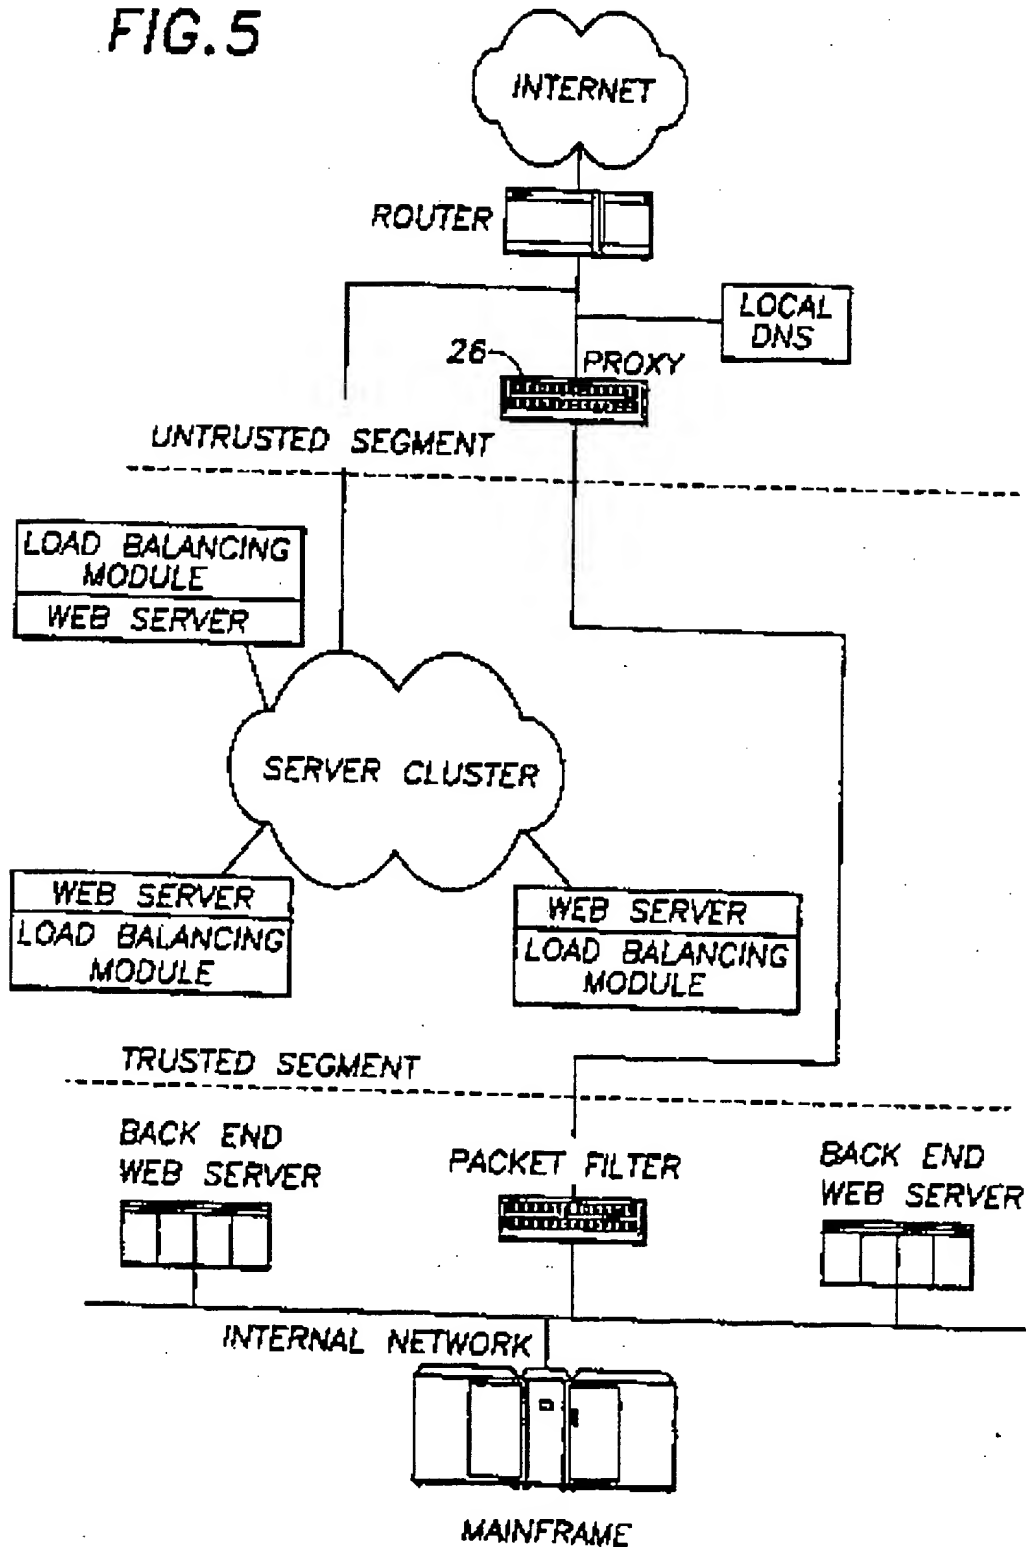 FIG.5
INTERNET
ROUTER
LOCAL
DNS
26
PROXY
UNTRUSTED SEGMENT
LOAD BALANCING
MODULE
WEB SERVER
SERVER CLUSTER
WEB SERVER
LOAD BALANCING
MODULE
WEB SERVER
LOAD BALANCING
MODULE
TRUSTED SEGMENT
BACK END
WEB SERVER
PACKET FILTER
BACK END
WEB SERVER
INTERNAL NETWORK
MAINFRAME